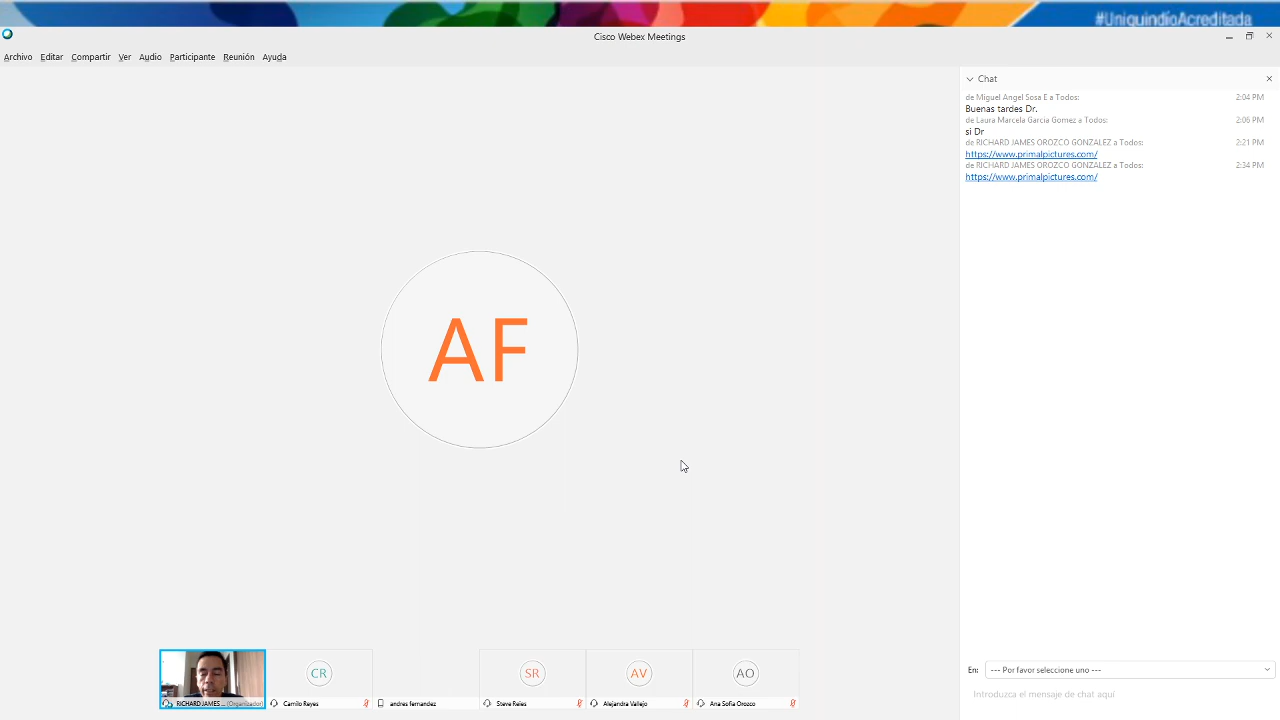 #UniquindioAcreditada
Cisco Webex Meetings
Archivo Editar Compartir Ver Audio Participante Reunión Ayuda
Chat
de Miguel Angel Sosa E a Todos: 2:04 PM
Buenas tardes Dr.
de Laura Marcela Garcia Gomez a Todos: 2:06 PM
si Dr
de RICHARD JAMES OROZCO GONZALEZ a Todos: 2:21 PM
https://www.primalpictures.com/
de RICHARD JAMES OROZCO GONZALEZ a Todos: 2:34 PM
https://www.primalpictures.com/
AF
CR
SR
AV
AO
RICHARD JAMES ... (Organizador)
Camilo Reyes
andres fernandez
Steve Reies
Alejandra Vallejo
Ana Sofia Orozco
En: --- Por favor seleccione uno ---
Introduzca el mensaje de chat aquí